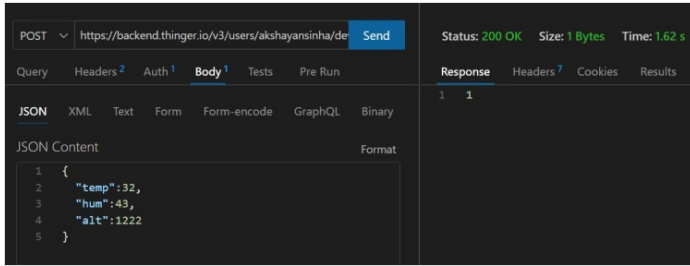 POST https://backend.thinger.io/v3/users/akshayansinha/de Send
Status: 200 OK Size: 1 Bytes Time: 1.62 s
Query Headers 2 Auth 1 Body 1 Tests Pre Run
Response Headers 7 Cookies Results
JSON XML Text Form Form-encode GraphQL Binary
1 1
JSON Content Format
1 {
2 "temp":32,
3 "hum":43,
4 "alt":1222
5 }